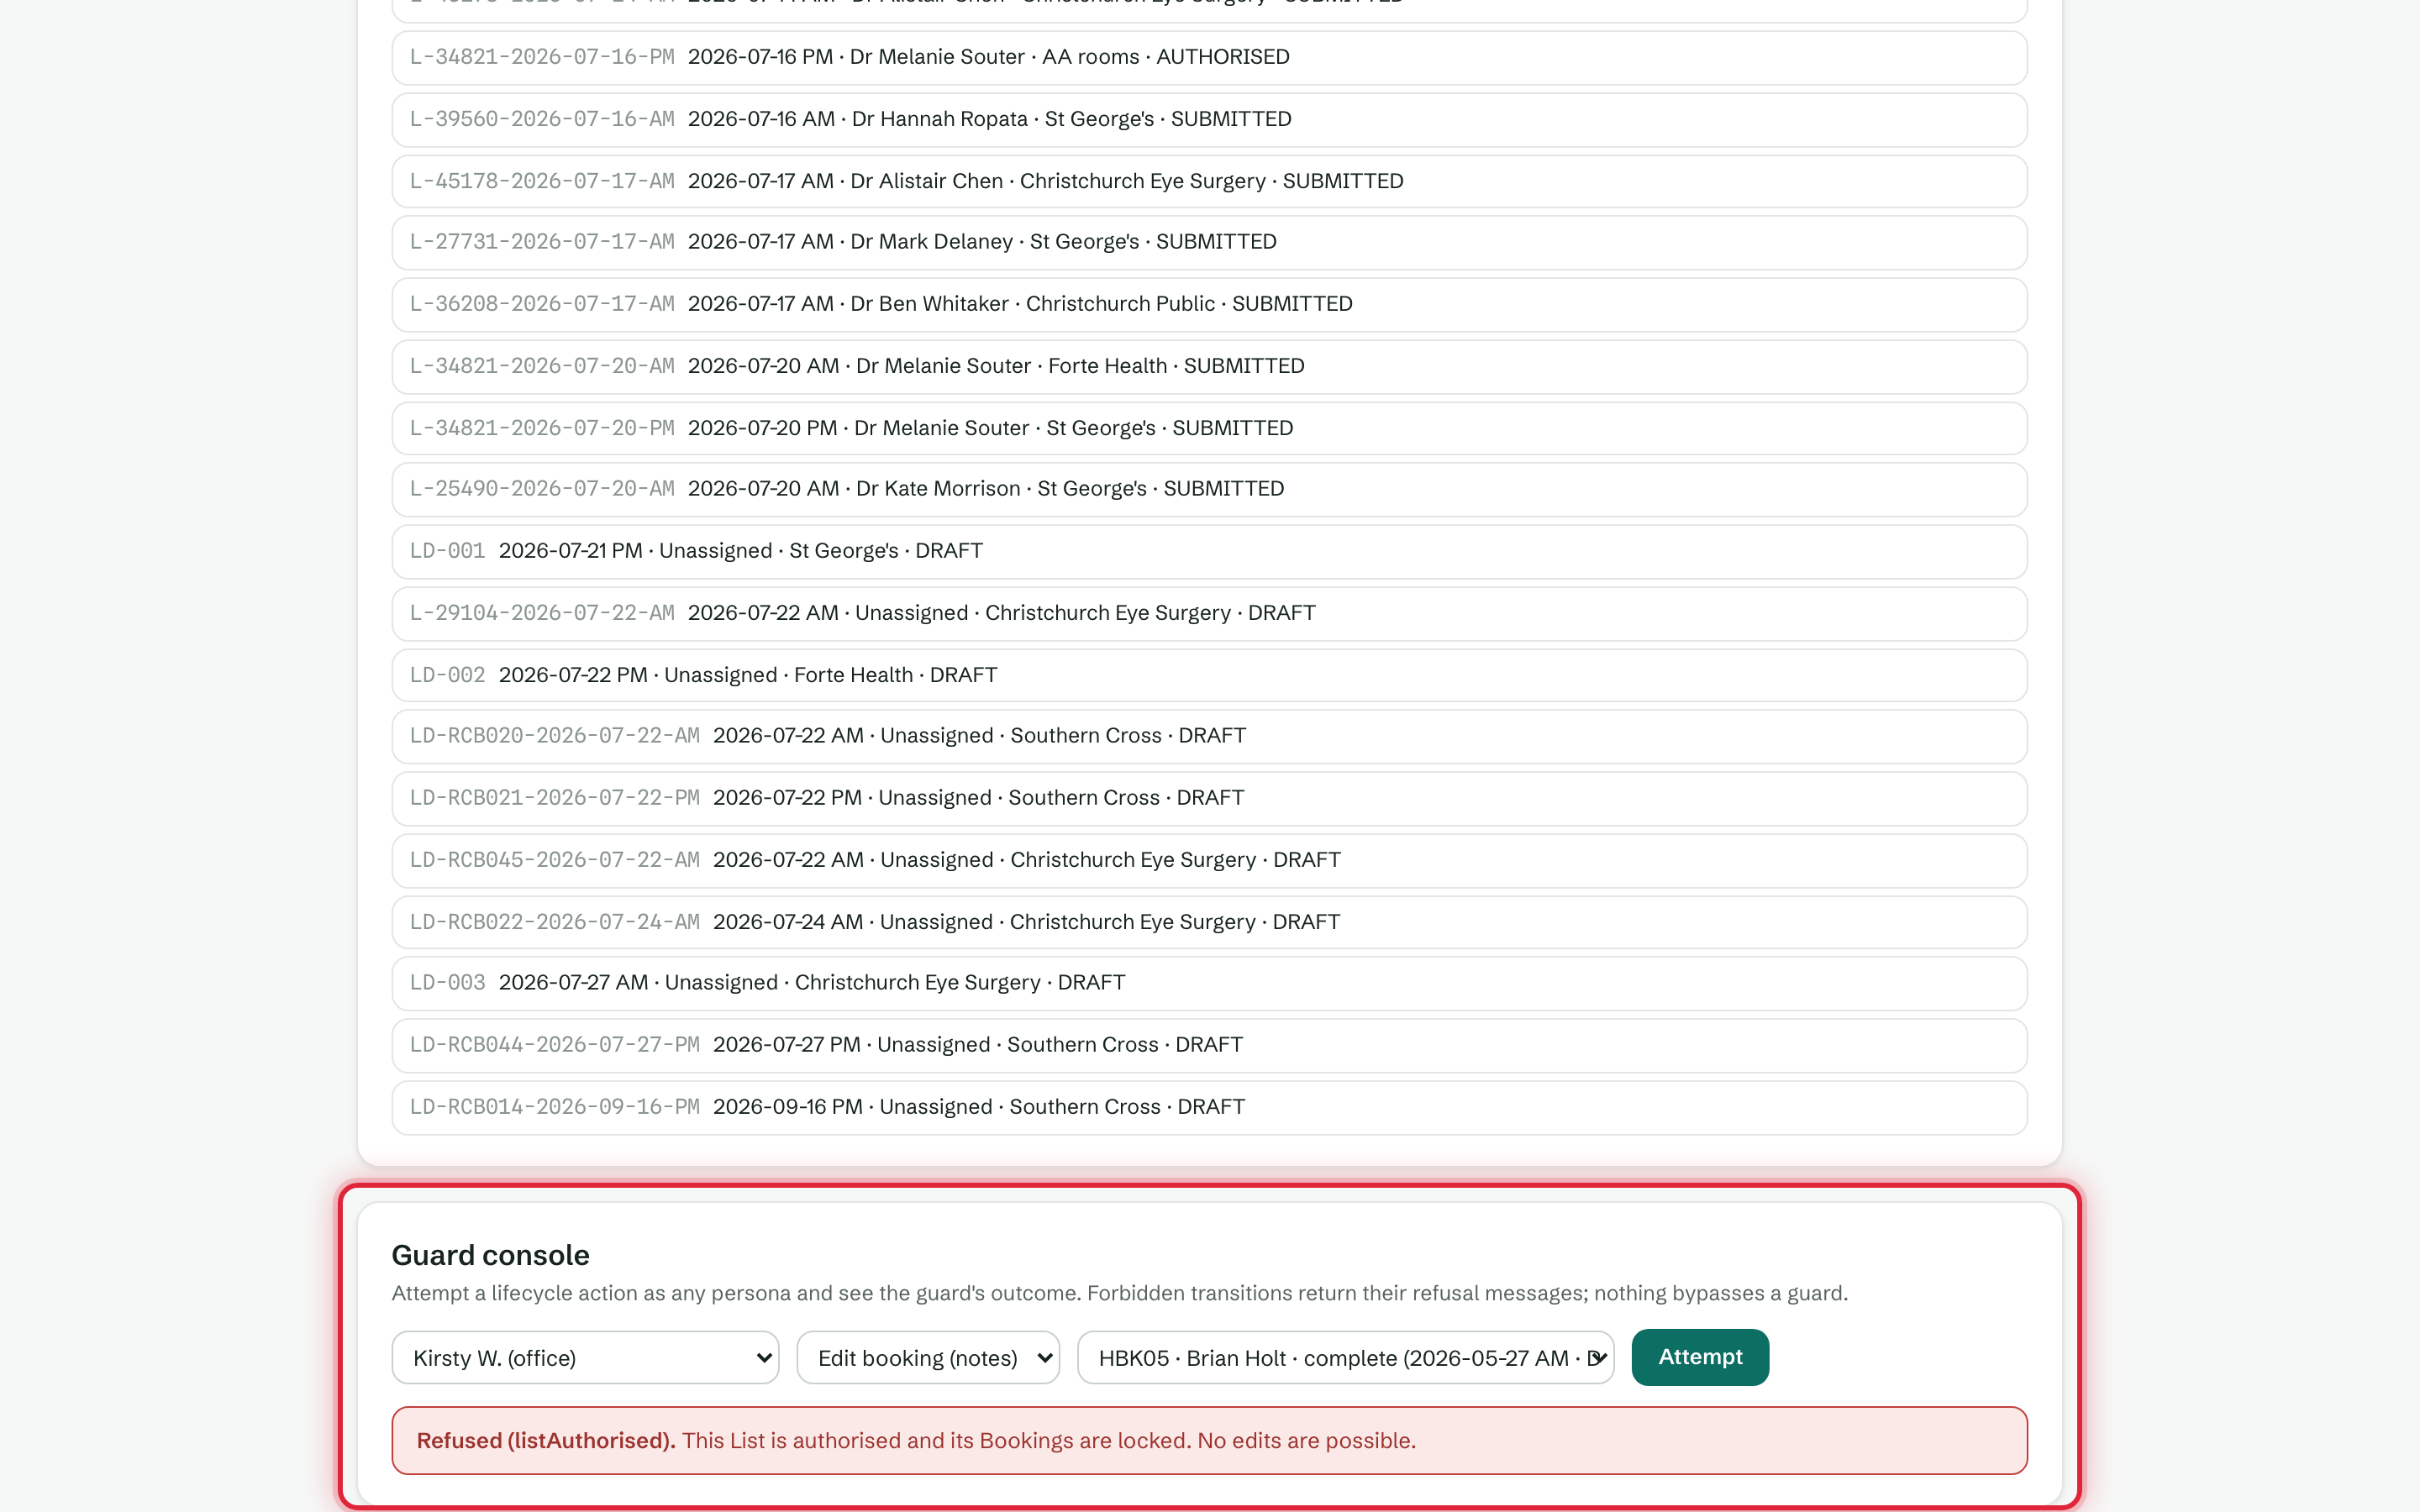 L-34821-2026-07-16-PM 2026-07-16 PM · Dr Melanie Souter · AA rooms · AUTHORISED
L-39560-2026-07-16-AM 2026-07-16 AM · Dr Hannah Ropata · St George's · SUBMITTED
L-45178-2026-07-17-AM 2026-07-17 AM · Dr Alistair Chen · Christchurch Eye Surgery · SUBMITTED
L-27731-2026-07-17-AM 2026-07-17 AM · Dr Mark Delaney · St George's · SUBMITTED
L-36208-2026-07-17-AM 2026-07-17 AM · Dr Ben Whitaker · Christchurch Public · SUBMITTED
L-34821-2026-07-20-AM 2026-07-20 AM · Dr Melanie Souter · Forte Health · SUBMITTED
L-34821-2026-07-20-PM 2026-07-20 PM · Dr Melanie Souter · St George's · SUBMITTED
L-25490-2026-07-20-AM 2026-07-20 AM · Dr Kate Morrison · St George's · SUBMITTED
LD-001 2026-07-21 PM · Unassigned · St George's · DRAFT
L-29104-2026-07-22-AM 2026-07-22 AM · Unassigned · Christchurch Eye Surgery · DRAFT
LD-002 2026-07-22 PM · Unassigned · Forte Health · DRAFT
LD-RCB020-2026-07-22-AM 2026-07-22 AM · Unassigned · Southern Cross · DRAFT
LD-RCB021-2026-07-22-PM 2026-07-22 PM · Unassigned · Southern Cross · DRAFT
LD-RCB045-2026-07-22-AM 2026-07-22 AM · Unassigned · Christchurch Eye Surgery · DRAFT
LD-RCB022-2026-07-24-AM 2026-07-24 AM · Unassigned · Christchurch Eye Surgery · DRAFT
LD-003 2026-07-27 AM · Unassigned · Christchurch Eye Surgery · DRAFT
LD-RCB044-2026-07-27-PM 2026-07-27 PM · Unassigned · Southern Cross · DRAFT
LD-RCB014-2026-09-16-PM 2026-09-16 PM · Unassigned · Southern Cross · DRAFT
Guard console
Attempt a lifecycle action as any persona and see the guard's outcome. Forbidden transitions return their refusal messages; nothing bypasses a guard.
Kirsty W. (office) Edit booking (notes) HBK05 · Brian Holt · complete (2026-05-27 AM · Attempt
Refused (listAuthorised). This List is authorised and its Bookings are locked. No edits are possible.